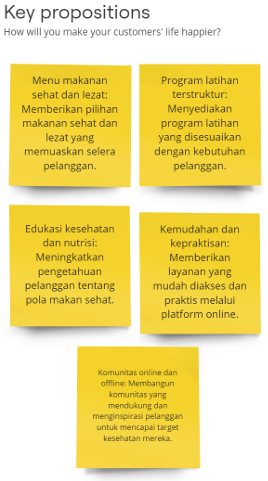 Key propositions
How will you make your customers' life happier?
Menu makanan
sehat dan lezat:
Memberikan pilihan
makanan sehat dan
lezat yang
memuaskan selera
pelanggan.
Program latihan
terstruktur:
Menyediakan
program latihan
yang disesuaikan
dengan kebutuhan
pelanggan.
Edukasi kesehatan
dan nutrisi:
Meningkatkan
pengetahuan
pelanggan tentang
pola makan sehat.
Kemudahan dan
kepraktisan:
Memberikan
layanan yang
mudah diakses dan
praktis melalui
platform online.
Komunitas online dan
offline: Membangun
komunitas yang
mendukung dan
menginspirasi pelanggan
untuk mencapai target
kesehatan mereka.